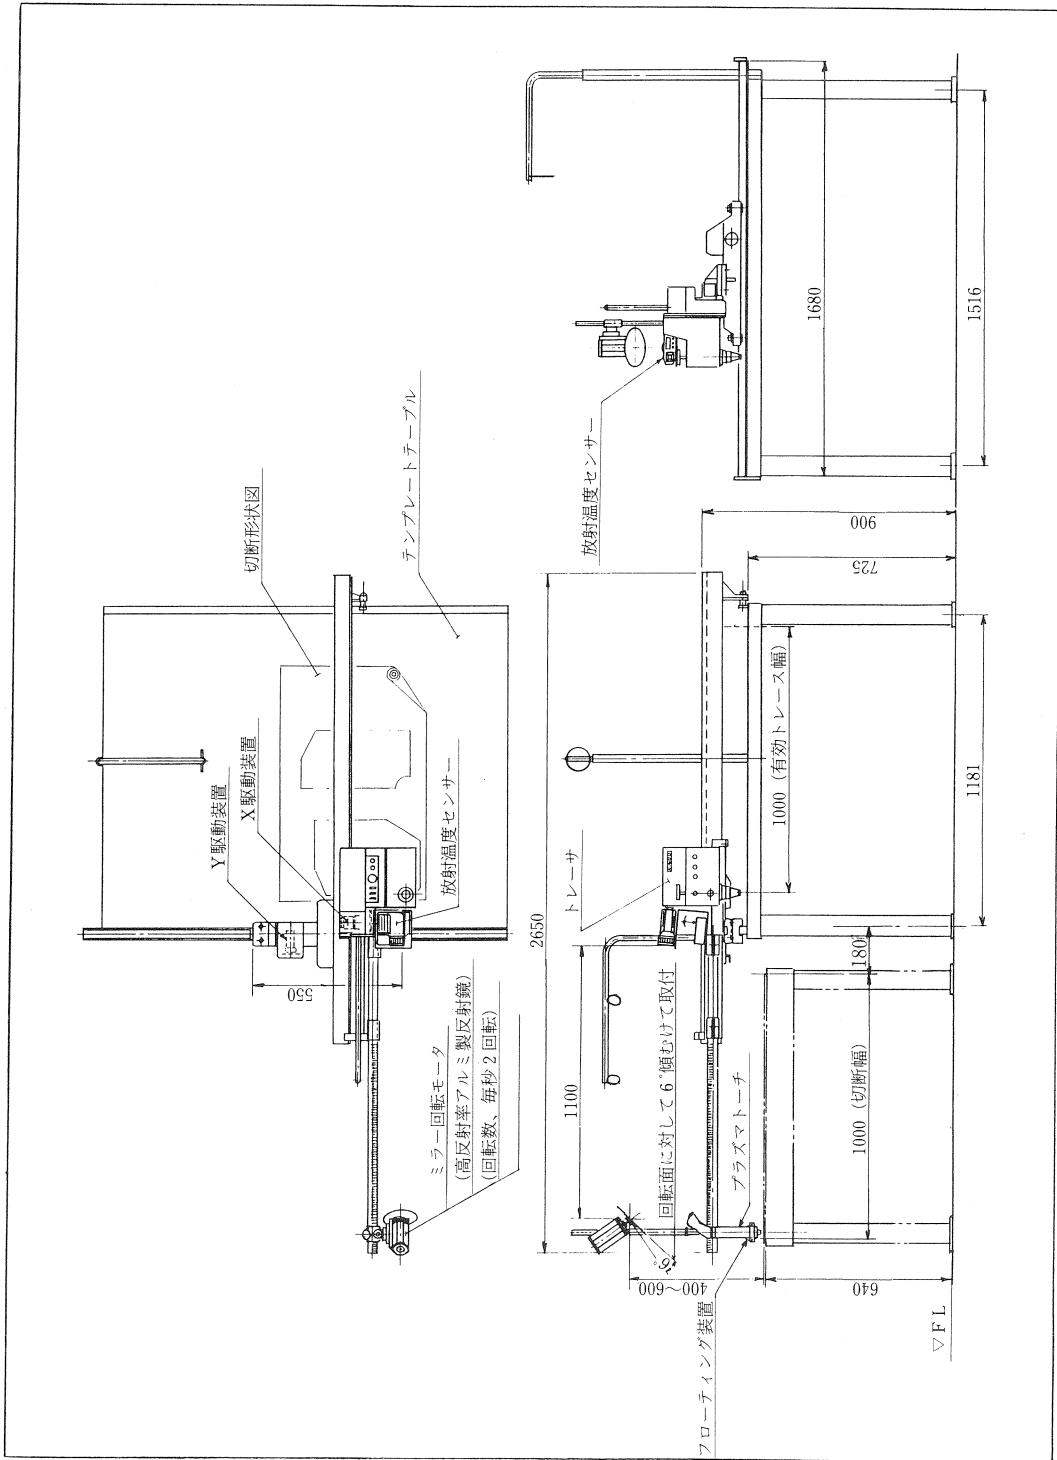 切断形状図
テンプレートテーブル
Y駆動装置
X駆動装置
放射温度センサー
550
ミラー回転モータ
(高反射率アルミ製反射鏡)
(回転数、毎秒2回転)
放射温度センサー
1680
1516
2650
トレーサ
1100
回転面に対して6°傾むけて取付
プラズマトーチ
フローティング装置
6°
400~600
640
▽FL
1000 (切断幅)
180
1000 (有効トレース幅)
1181
725
900